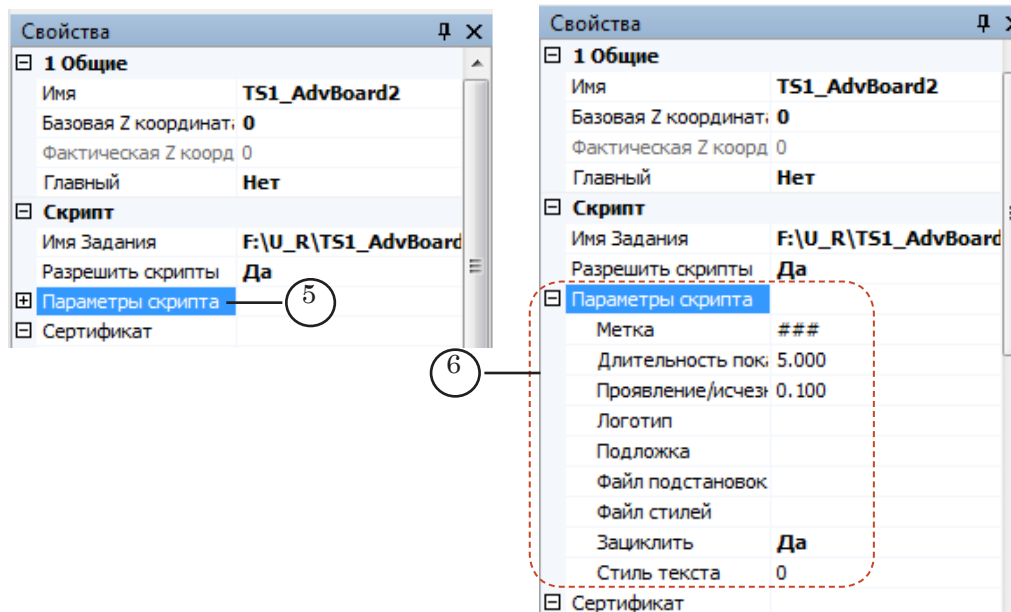 Свойства
1 Общие
Имя TS1_AdvBoard2
Базовая Z координат 0
Фактическая Z коорд 0
Главный Нет
Скрипт
Имя Задания F:\U_R\TS1_AdvBoard
Разрешить скрипты Да
Параметры скрипта
5
Сертификат
6
Свойства
1 Общие
Имя TS1_AdvBoard2
Базовая Z координат 0
Фактическая Z коорд 0
Главный Нет
Скрипт
Имя Задания F:\U_R\TS1_AdvBoard
Разрешить скрипты Да
Параметры скрипта
Метка ###
Длительность пока 5.000
Проявление/исчезн 0.100
Логотип
Подложка
Файл подстановок
Файл стилей
Зациклить Да
Стиль текста 0
Сертификат